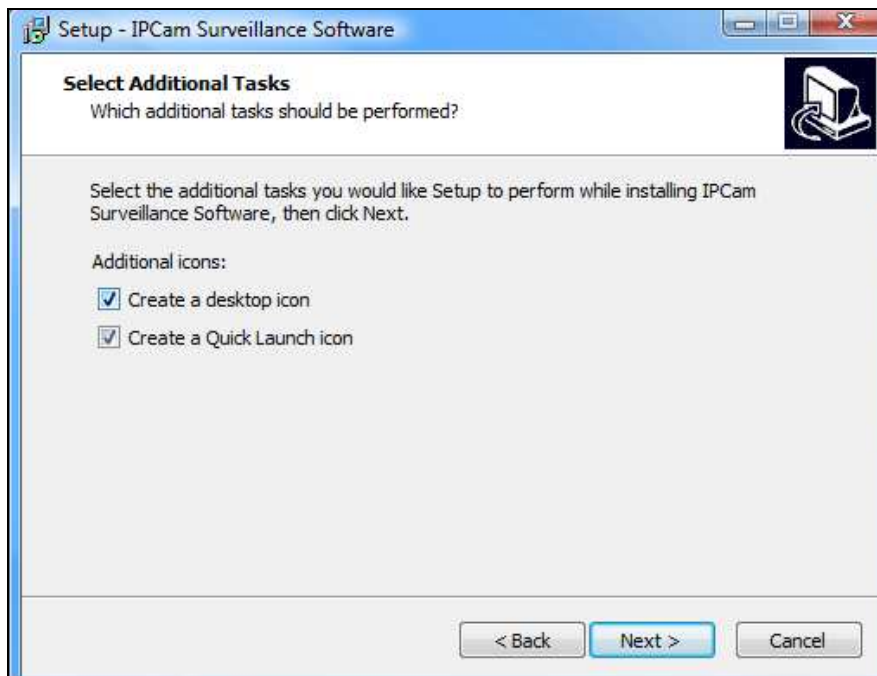 Setup - IPCam Surveillance Software
Select Additional Tasks
Which additional tasks should be performed?
Select the additional tasks you would like Setup to perform while installing IPCam
Surveillance Software, then click Next.
Additional icons:
Create a desktop icon
Create a Quick Launch icon
< Back
Next >
Cancel